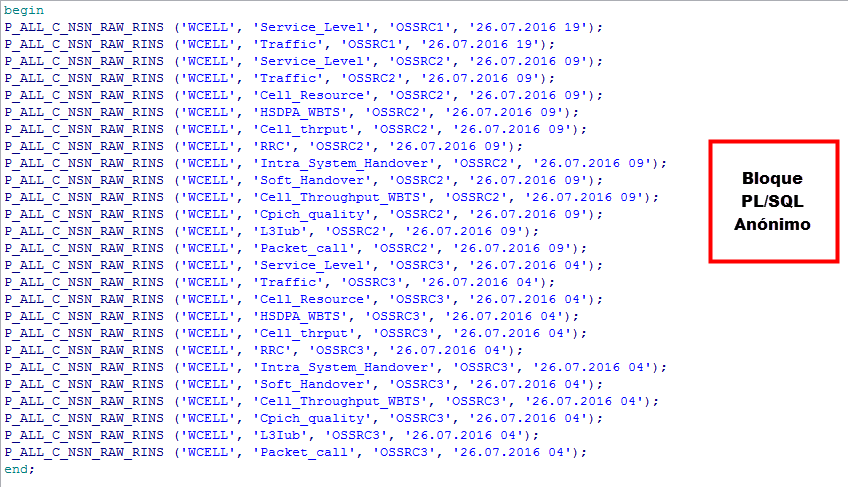 begin
P_ALL_C_NSN_RAW_RINS ('WCELL', 'Service_Level', 'OSSRC1', '26.07.2016 19');
P_ALL_C_NSN_RAW_RINS ('WCELL', 'Traffic', 'OSSRC1', '26.07.2016 19');
P_ALL_C_NSN_RAW_RINS ('WCELL', 'Service_Level', 'OSSRC2', '26.07.2016 09');
P_ALL_C_NSN_RAW_RINS ('WCELL', 'Traffic', 'OSSRC2', '26.07.2016 09');
P_ALL_C_NSN_RAW_RINS ('WCELL', 'Cell_Resource', 'OSSRC2', '26.07.2016 09');
P_ALL_C_NSN_RAW_RINS ('WCELL', 'HSDPA_WBTS', 'OSSRC2', '26.07.2016 09');
P_ALL_C_NSN_RAW_RINS ('WCELL', 'Cell_thrput', 'OSSRC2', '26.07.2016 09');
P_ALL_C_NSN_RAW_RINS ('WCELL', 'RRC', 'OSSRC2', '26.07.2016 09');
P_ALL_C_NSN_RAW_RINS ('WCELL', 'Intra_System_Handover', 'OSSRC2', '26.07.2016 09');
P_ALL_C_NSN_RAW_RINS ('WCELL', 'Soft_Handover', 'OSSRC2', '26.07.2016 09');
P_ALL_C_NSN_RAW_RINS ('WCELL', 'Cell_Throughput_WBTS', 'OSSRC2', '26.07.2016 09');
P_ALL_C_NSN_RAW_RINS ('WCELL', 'Cpich_quality', 'OSSRC2', '26.07.2016 09');
P_ALL_C_NSN_RAW_RINS ('WCELL', 'L3Iub', 'OSSRC2', '26.07.2016 09');
P_ALL_C_NSN_RAW_RINS ('WCELL', 'Packet_call', 'OSSRC2', '26.07.2016 09');
P_ALL_C_NSN_RAW_RINS ('WCELL', 'Service_Level', 'OSSRC3', '26.07.2016 04');
P_ALL_C_NSN_RAW_RINS ('WCELL', 'Traffic', 'OSSRC3', '26.07.2016 04');
P_ALL_C_NSN_RAW_RINS ('WCELL', 'Cell_Resource', 'OSSRC3', '26.07.2016 04');
P_ALL_C_NSN_RAW_RINS ('WCELL', 'HSDPA_WBTS', 'OSSRC3', '26.07.2016 04');
P_ALL_C_NSN_RAW_RINS ('WCELL', 'Cell_thrput', 'OSSRC3', '26.07.2016 04');
P_ALL_C_NSN_RAW_RINS ('WCELL', 'RRC', 'OSSRC3', '26.07.2016 04');
P_ALL_C_NSN_RAW_RINS ('WCELL', 'Intra_System_Handover', 'OSSRC3', '26.07.2016 04');
P_ALL_C_NSN_RAW_RINS ('WCELL', 'Soft_Handover', 'OSSRC3', '26.07.2016 04');
P_ALL_C_NSN_RAW_RINS ('WCELL', 'Cell_Throughput_WBTS', 'OSSRC3', '26.07.2016 04');
P_ALL_C_NSN_RAW_RINS ('WCELL', 'Cpich_quality', 'OSSRC3', '26.07.2016 04');
P_ALL_C_NSN_RAW_RINS ('WCELL', 'L3Iub', 'OSSRC3', '26.07.2016 04');
P_ALL_C_NSN_RAW_RINS ('WCELL', 'Packet_call', 'OSSRC3', '26.07.2016 04');
end;
Bloque
PL/SQL
Anónimo